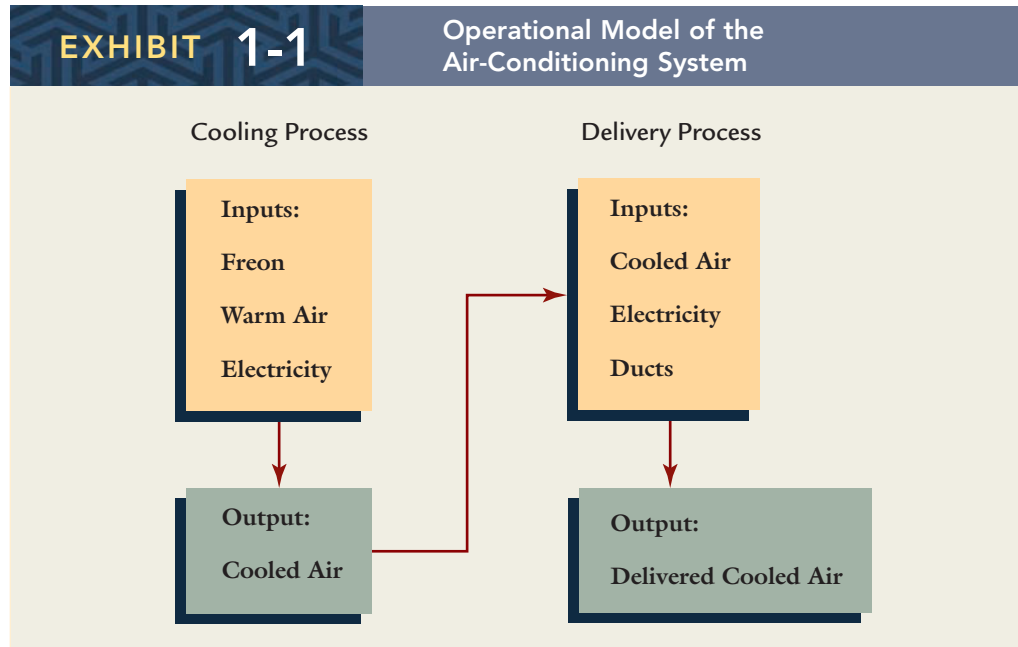 EXHIBIT 1-1
Operational Model of the
Air-Conditioning System
Cooling Process
Inputs:
Freon
Warm Air
Electricity
Output:
Cooled Air
Delivery Process
Inputs:
Cooled Air
Electricity
Ducts
Output:
Delivered Cooled Air